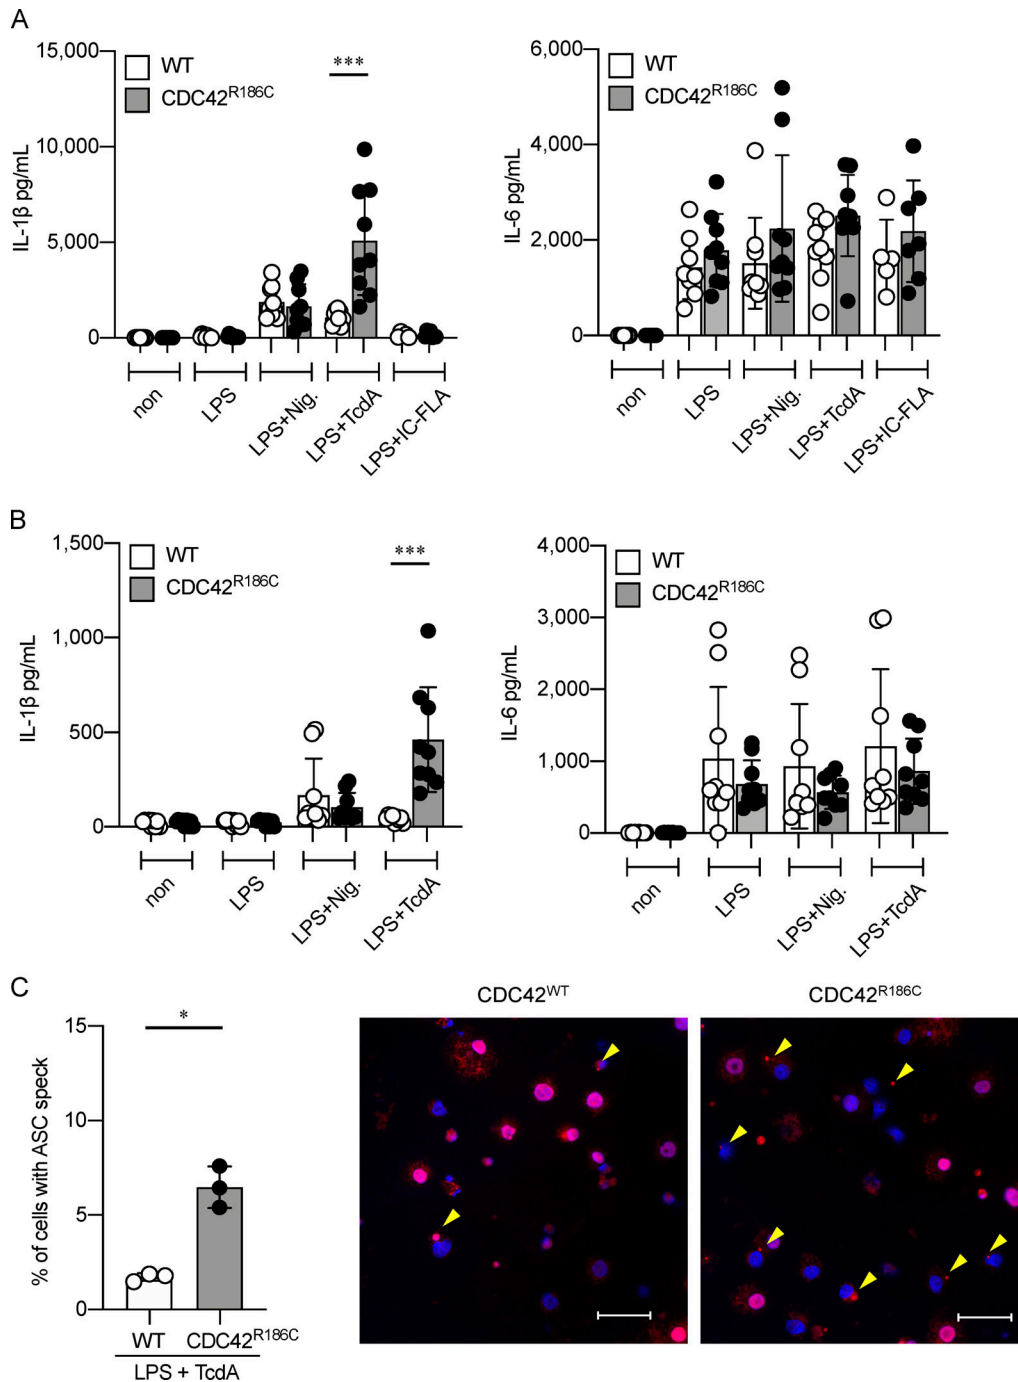 A
IL-1β pg/mL
15,000
10,000
5,000
0
WT
CDC42R186C
***
non
LPS
LPS+Nig.
LPS+TcdA
LPS+IC-FLA
IL-6 pg/mL
6,000
4,000
2,000
0
WT
CDC42R186C
non
LPS
LPS+Nig.
LPS+TcdA
LPS+IC-FLA
B
IL-1β pg/mL
1,500
1,000
500
0
WT
CDC42R186C
***
non
LPS
LPS+Nig.
LPS+TcdA
IL-6 pg/mL
4,000
3,000
2,000
1,000
0
WT
CDC42R186C
non
LPS
LPS+Nig.
LPS+TcdA
C
% of cells with ASC speck
15
10
5
0
*
WT CDC42R186C
LPS + TcdA
CDC42WT
CDC42R186C